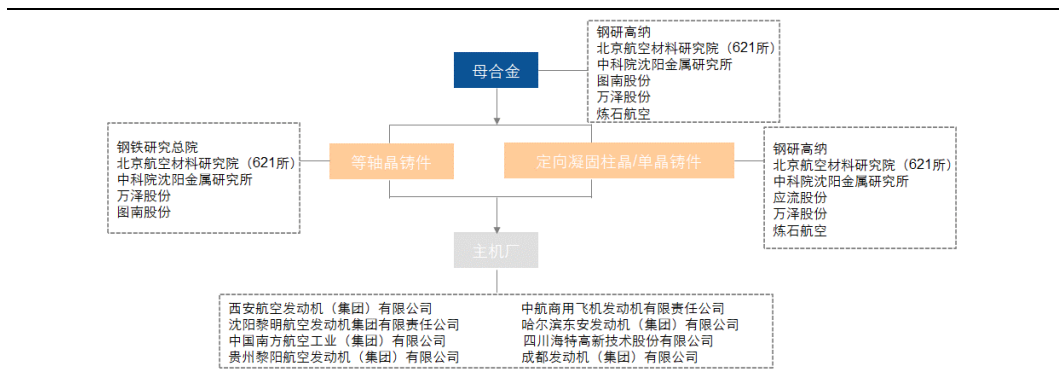 母合金
钢研高纳
北京航空材料研究院（621所）
中科院沈阳金属研究所
图南股份
万泽股份
炼石航空
钢铁研究总院
北京航空材料研究院（621所）
中科院沈阳金属研究所
万泽股份
图南股份
等轴晶铸件
定向凝固柱晶/单晶铸件
钢研高纳
北京航空材料研究院（621所）
中科院沈阳金属研究所
应流股份
万泽股份
炼石航空
主机厂
西安航空发动机（集团）有限公司
沈阳黎明航空发动机集团有限责任公司
中国南方航空工业（集团）有限公司
贵州黎阳航空发动机（集团）有限公司
中航商用飞机发动机有限责任公司
哈尔滨东安发动机（集团）有限公司
四川海特高新技术股份有限公司
成都发动机（集团）有限公司